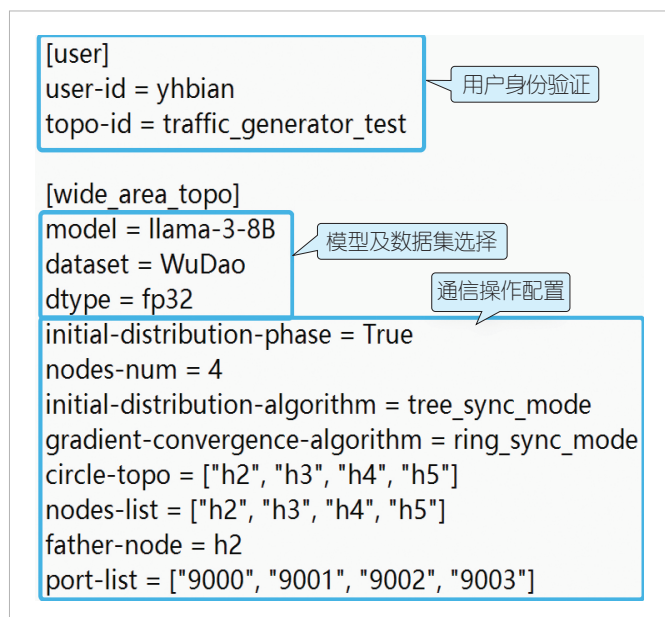 [user]
user-id = yhbian
topo-id = traffic_generator_test
用户身份验证
[wide_area_topo]
model = llama-3-8B
dataset = WuDao
dtype = fp32
模型及数据集选择
通信操作配置
initial-distribution-phase = True
nodes-num = 4
initial-distribution-algorithm = tree_sync_mode
gradient-convergence-algorithm = ring_sync_mode
circle-topo = ["h2", "h3", "h4", "h5"]
nodes-list = ["h2", "h3", "h4", "h5"]
father-node = h2
port-list = ["9000", "9001", "9002", "9003"]